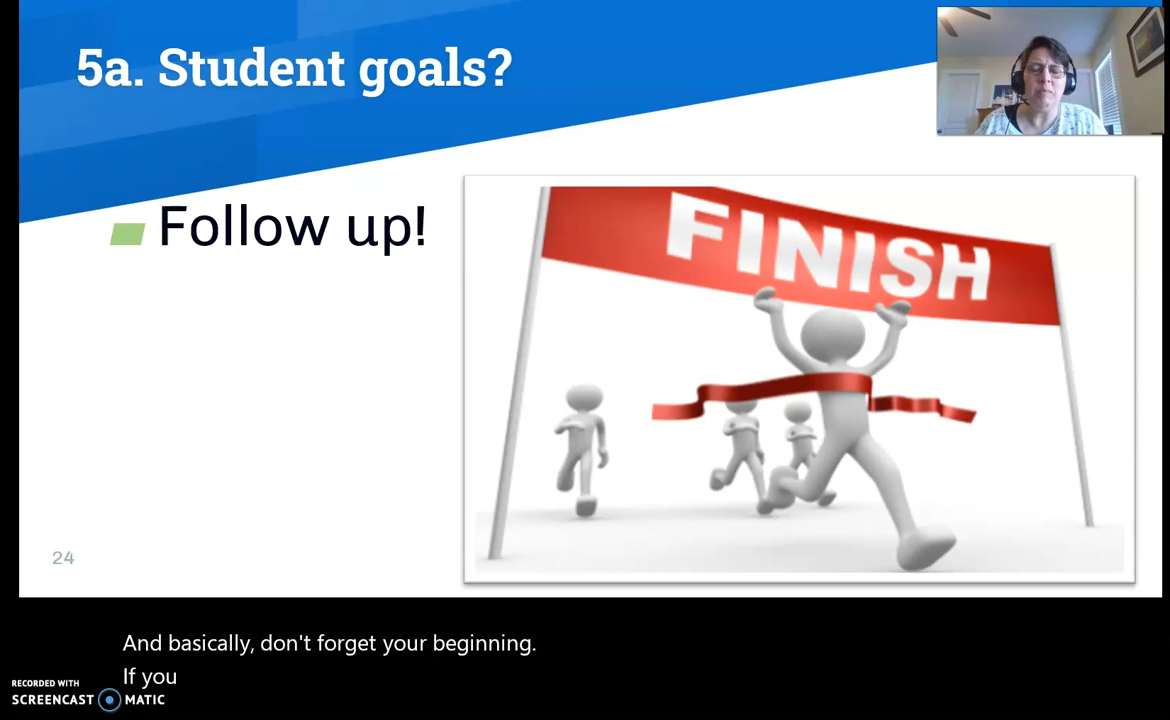 5a. Student goals?
Follow up!
FINISH
24
And basically, don't forget your beginning.
If you
RECORDED WITH
SCREENCAST MATIC